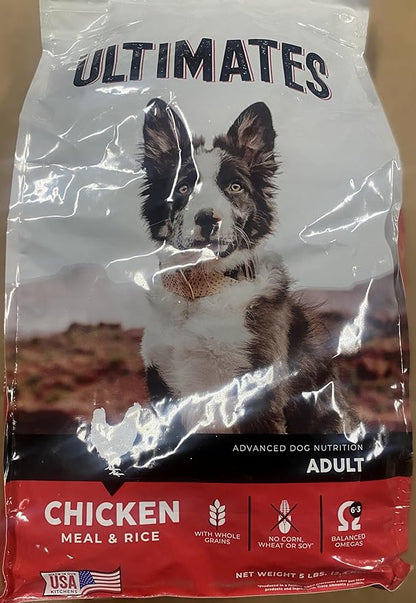 ULTIMATES
ADVANCED DOG NUTRITION
ADULT
CHICKEN
MEAL & RICE
WITH WHOLE
GRAINS
NO CORN,
WHEAT OR SOY*
6:3
BALANCED
OMEGAS
USA
KITCHENS
NET WEIGHT 5 LBS.